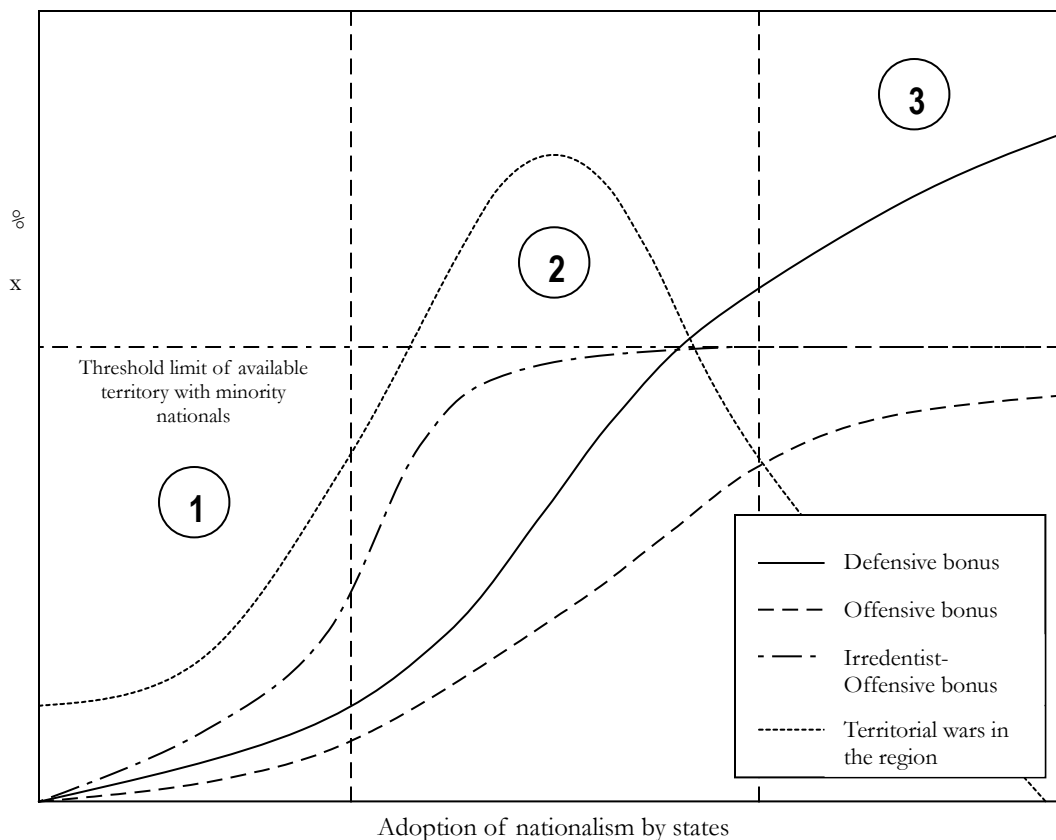 3
%
2
x
Threshold limit of available
territory with minority
nationals
1
Defensive bonus
Offensive bonus
Irredentist-
Offensive bonus
Territorial wars in
the region
Adoption of nationalism by states